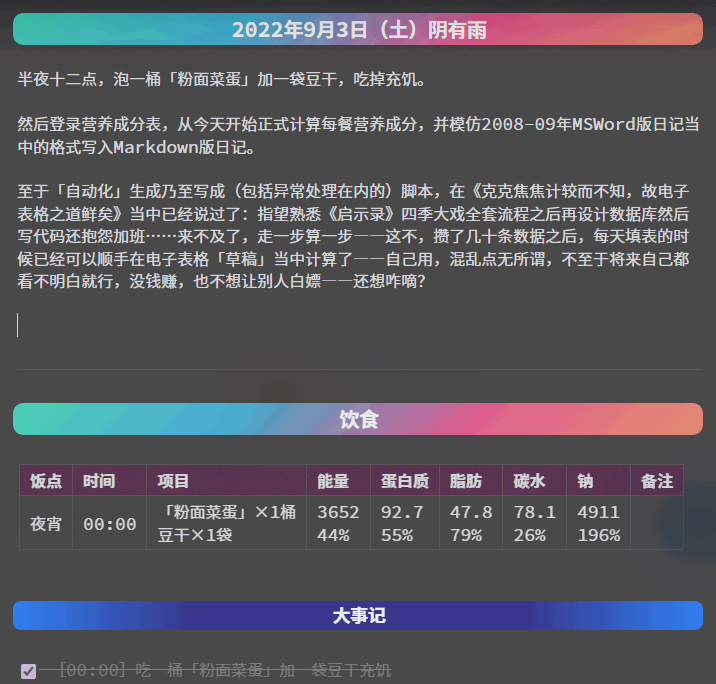 2022年9月3日（土）阴有雨
半夜十二点，泡一桶「粉面菜蛋」加一袋豆干，吃掉充饥。
然后登录营养成分表，从今天开始正式计算每餐营养成分，并模仿2008-09年MSWord版日记当
中的格式写入Markdown版日记。
至于「自动化」生成乃至写成（包括异常处理在内的）脚本，在《克克焦焦计较而不知，故电子
表格之道鲜矣》当中已经说过了：指望熟悉《启示录》四季大戏全套流程之后再设计数据库然后
写代码还抱怨加班……来不及了，走一步算一步——这不，攒了几十条数据之后，每天填表的时
候已经可以顺手在电子表格「草稿」当中计算了——自己用，混乱点无所谓，不至于将来自己都
看不明白就行，没钱赚，也不想让别人白嫖——还想咋嘀？
饮食
饭点 时间 项目 能量 蛋白质 脂肪 碳水 钠 备注
夜宵 00:00 「粉面菜蛋」×1桶 3652 92.7 47.8 78.1 4911
豆干×1袋 44% 55% 79% 26% 196%
大事记
[00:00] 吃一桶「粉面菜蛋」加一袋豆干充饥